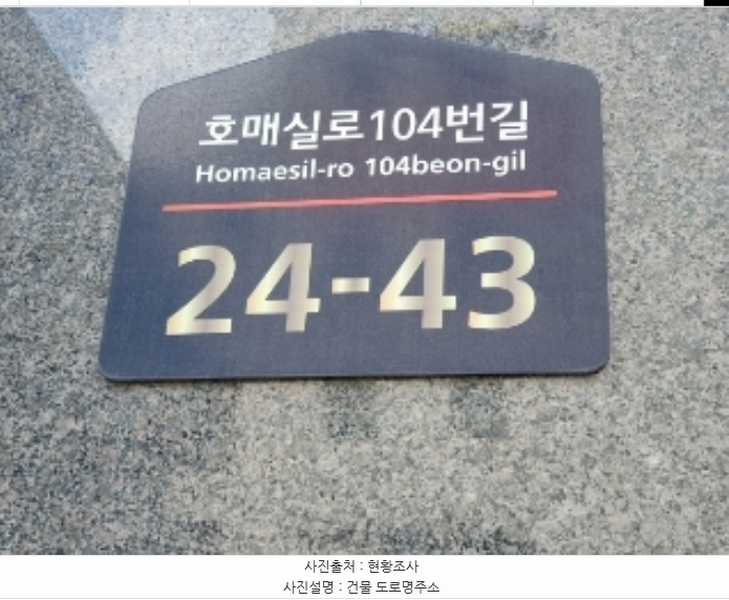 호매실로104번길
Homaesil-ro 104beon-gil
24-43
사진출처 : 현황조사
사진설명 : 건물 도로명주소